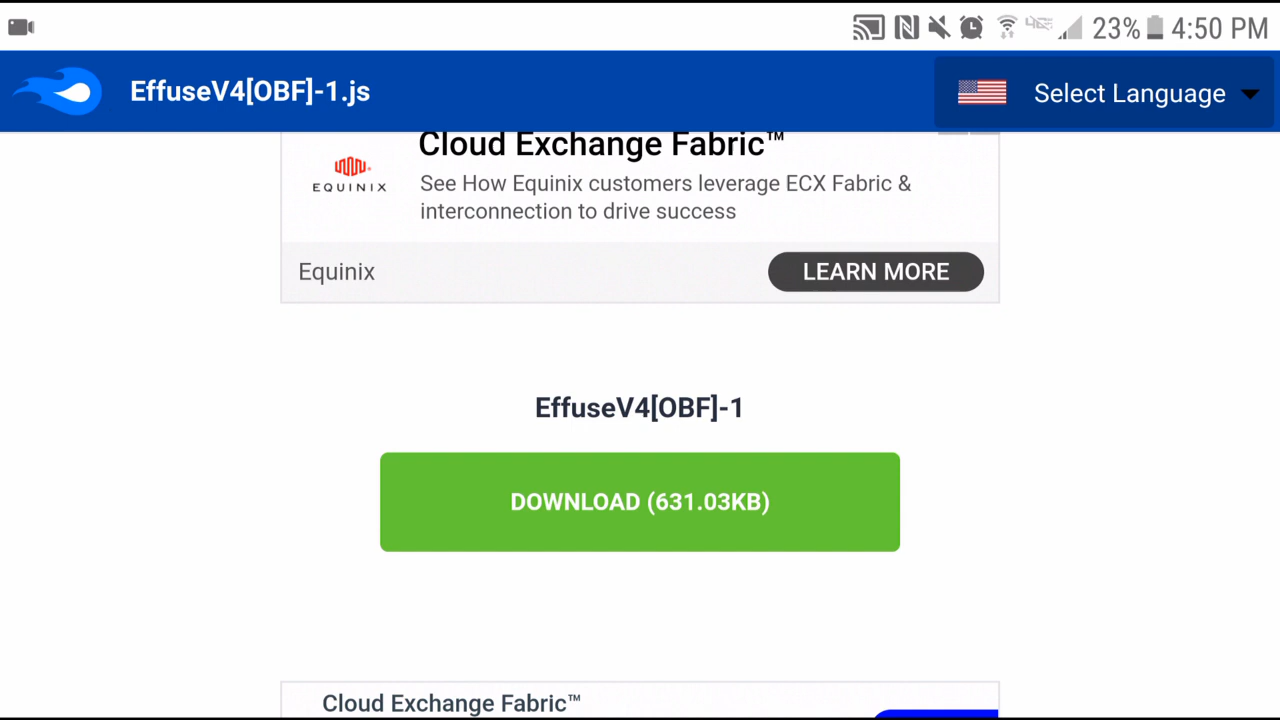 23% 4:50 PM
EffuseV4[OBF]-1.js
Select Language
Cloud Exchange Fabric™
EQUINIX
See How Equinix customers leverage ECX Fabric &
interconnection to drive success
Equinix
LEARN MORE
EffuseV4[OBF]-1
DOWNLOAD (631.03KB)
Cloud Exchange Fabric™